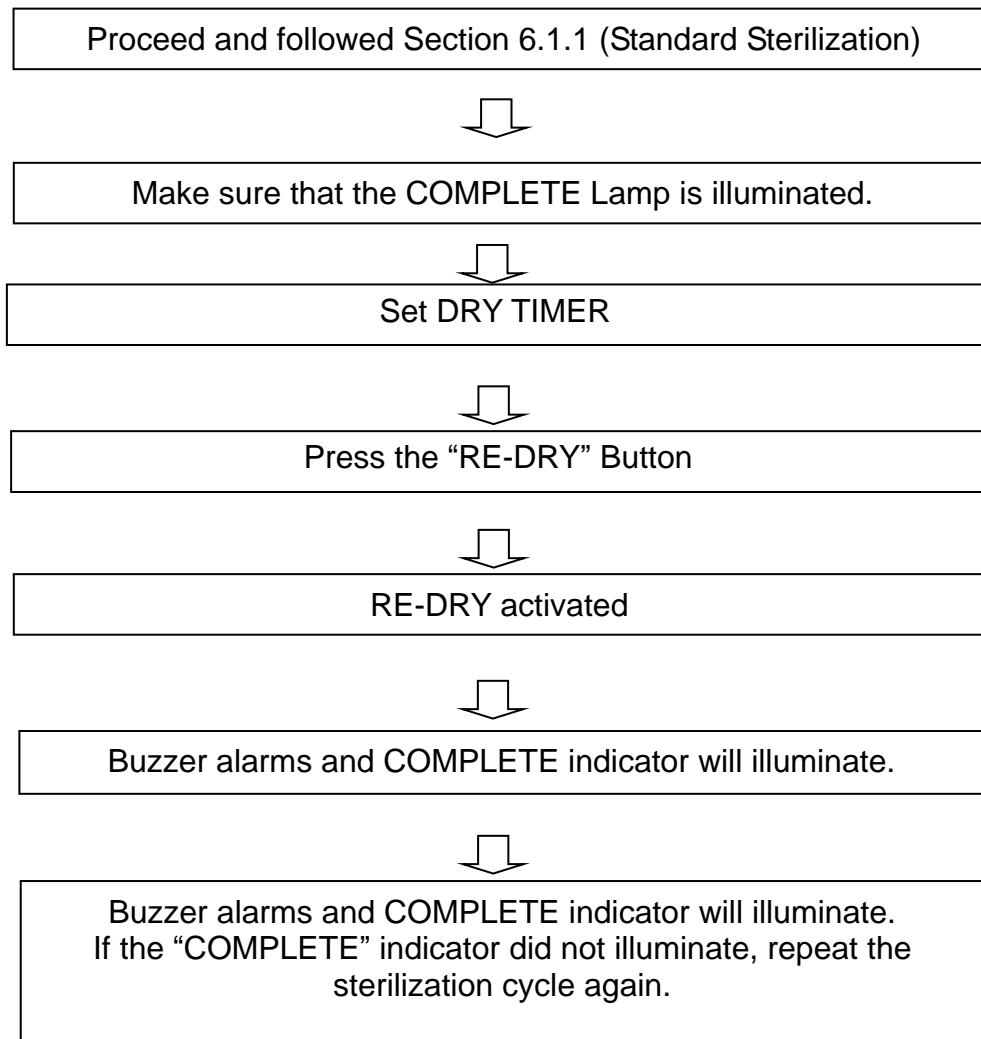 Proceed and followed Section 6.1.1 (Standard Sterilization)
Make sure that the COMPLETE Lamp is illuminated.
Set DRY TIMER
Press the “RE-DRY” Button
RE-DRY activated
Buzzer alarms and COMPLETE indicator will illuminate.
Buzzer alarms and COMPLETE indicator will illuminate.
If the “COMPLETE” indicator did not illuminate, repeat the
sterilization cycle again.